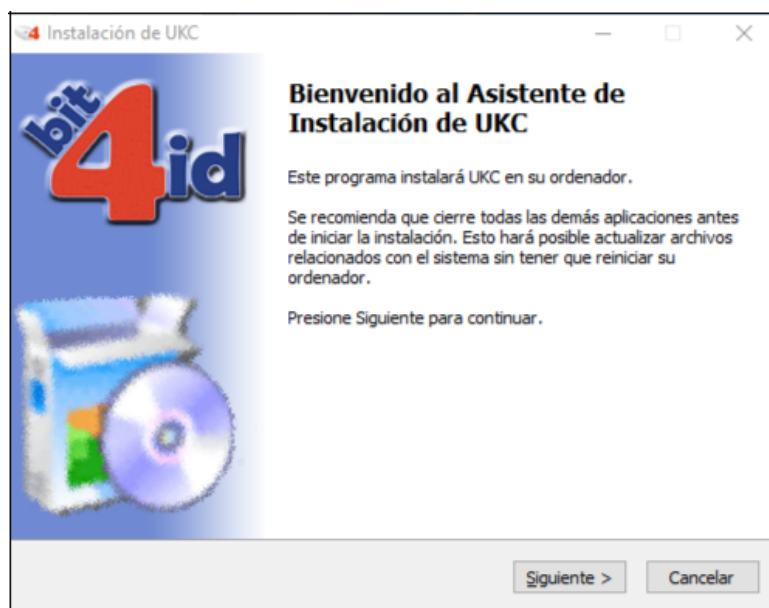 Instalación de UKC
bit
4id
Bienvenido al Asistente de
Instalación de UKC
Este programa instalará UKC en su ordenador.
Se recomienda que cierre todas las demás aplicaciones antes
de iniciar la instalación. Esto hará posible actualizar archivos
relacionados con el sistema sin tener que reiniciar su
ordenador.
Presione Siguiente para continuar.
Siguiente > Cancelar